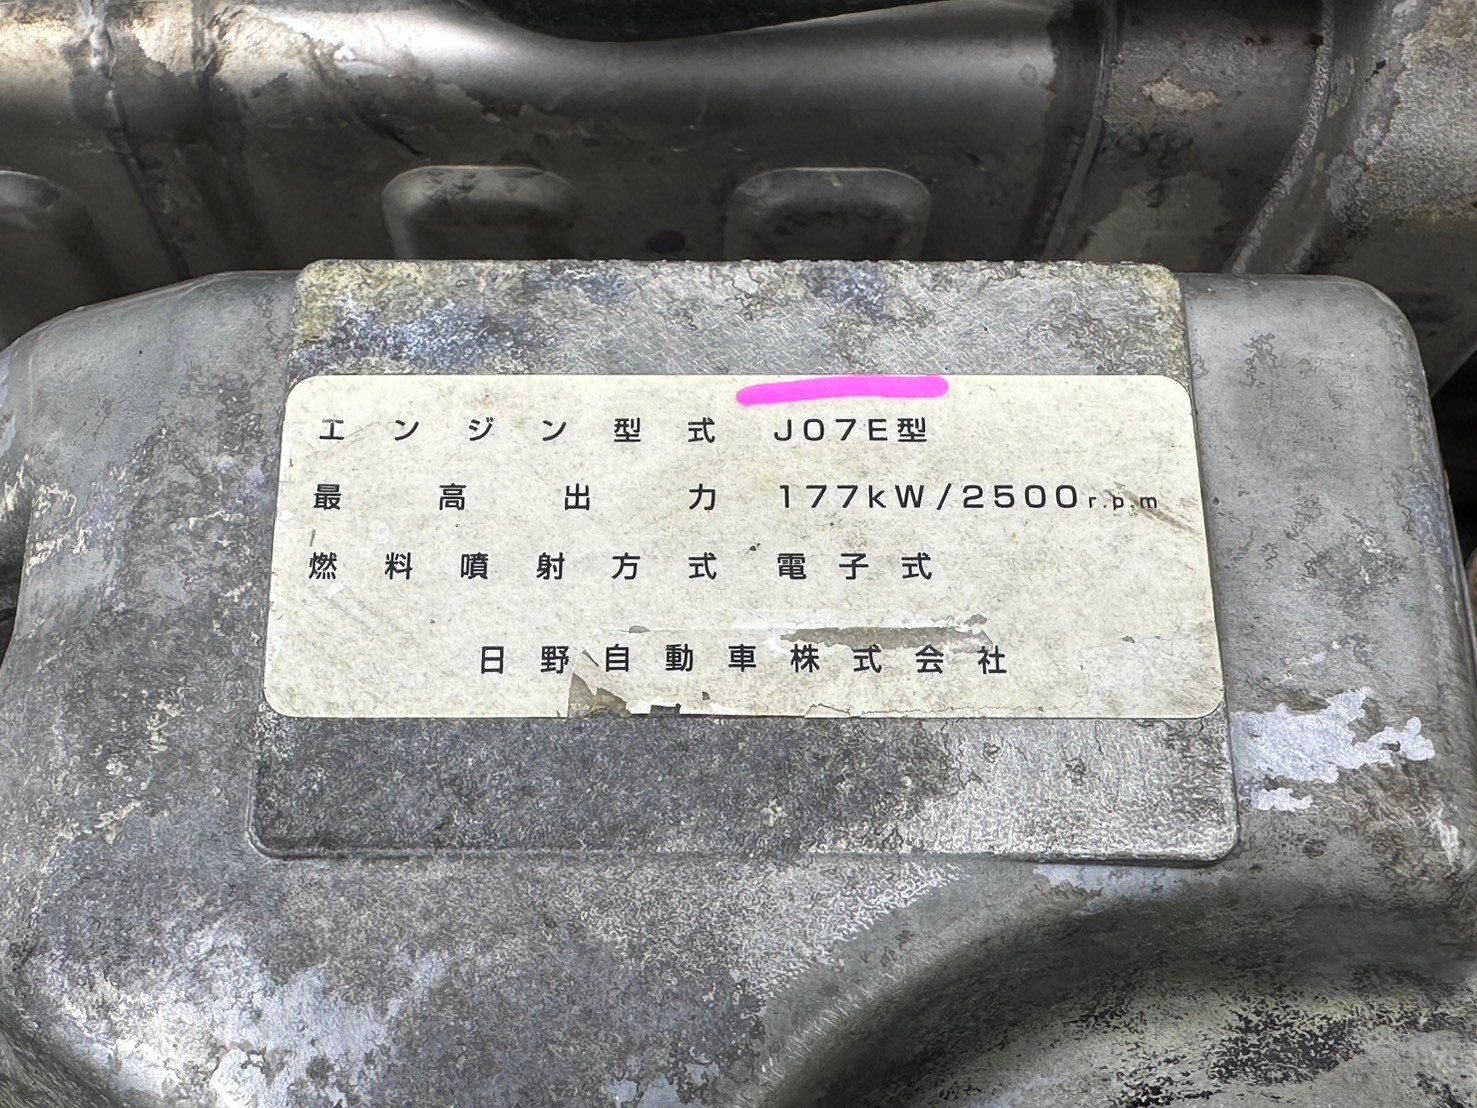 エンジン型式 J07E型
最高出力 177kW/2500r.p.m
燃料噴射方式 電子式
日野自動車株式会社